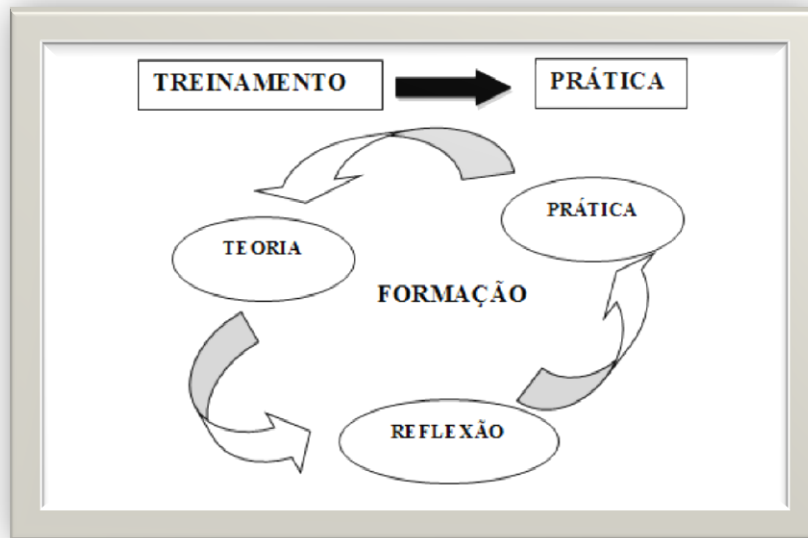 TREINAMENTO
PRÁTICA
PRÁTICA
TEORIA
FORMAÇÃO
REFLEXÃO